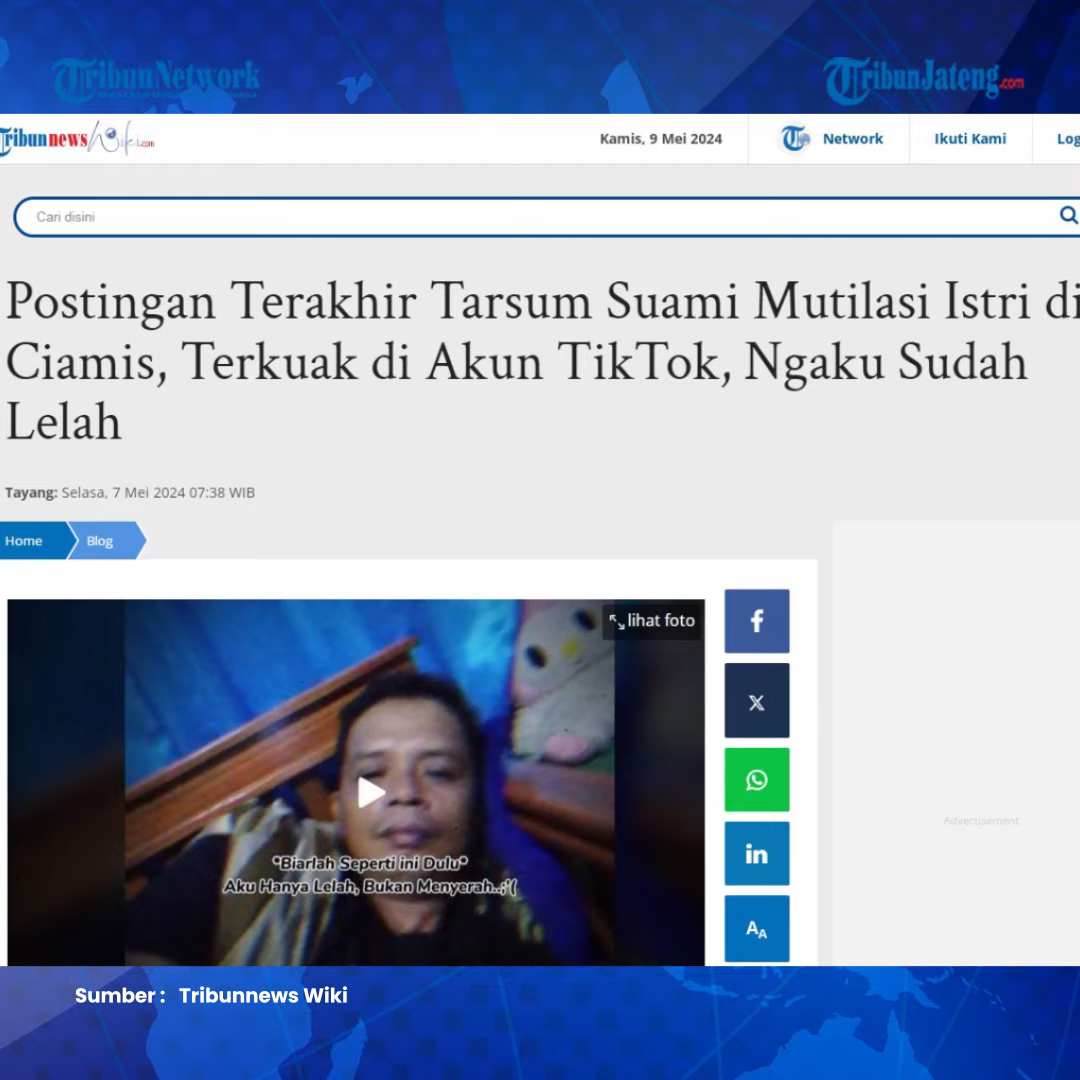 TribunNetwork
TribunJateng.com
Tribunnews Wiki.com
Kamis, 9 Mei 2024
Network
Ikuti Kami
Log
Cari disini
Postingan Terakhir Tarsum Suami Mutilasi Istri di
Ciamis, Terkuak di Akun TikTok, Ngaku Sudah
Lelah
Tayang: Selasa, 7 Mei 2024 07:38 WIB
Home
Blog
lihat foto
*Biarlah Seperti ini Dulu*
Aku Hanya Lelah, Bukan Menyerah..;'(
Advertisement
Sumber : Tribunnews Wiki